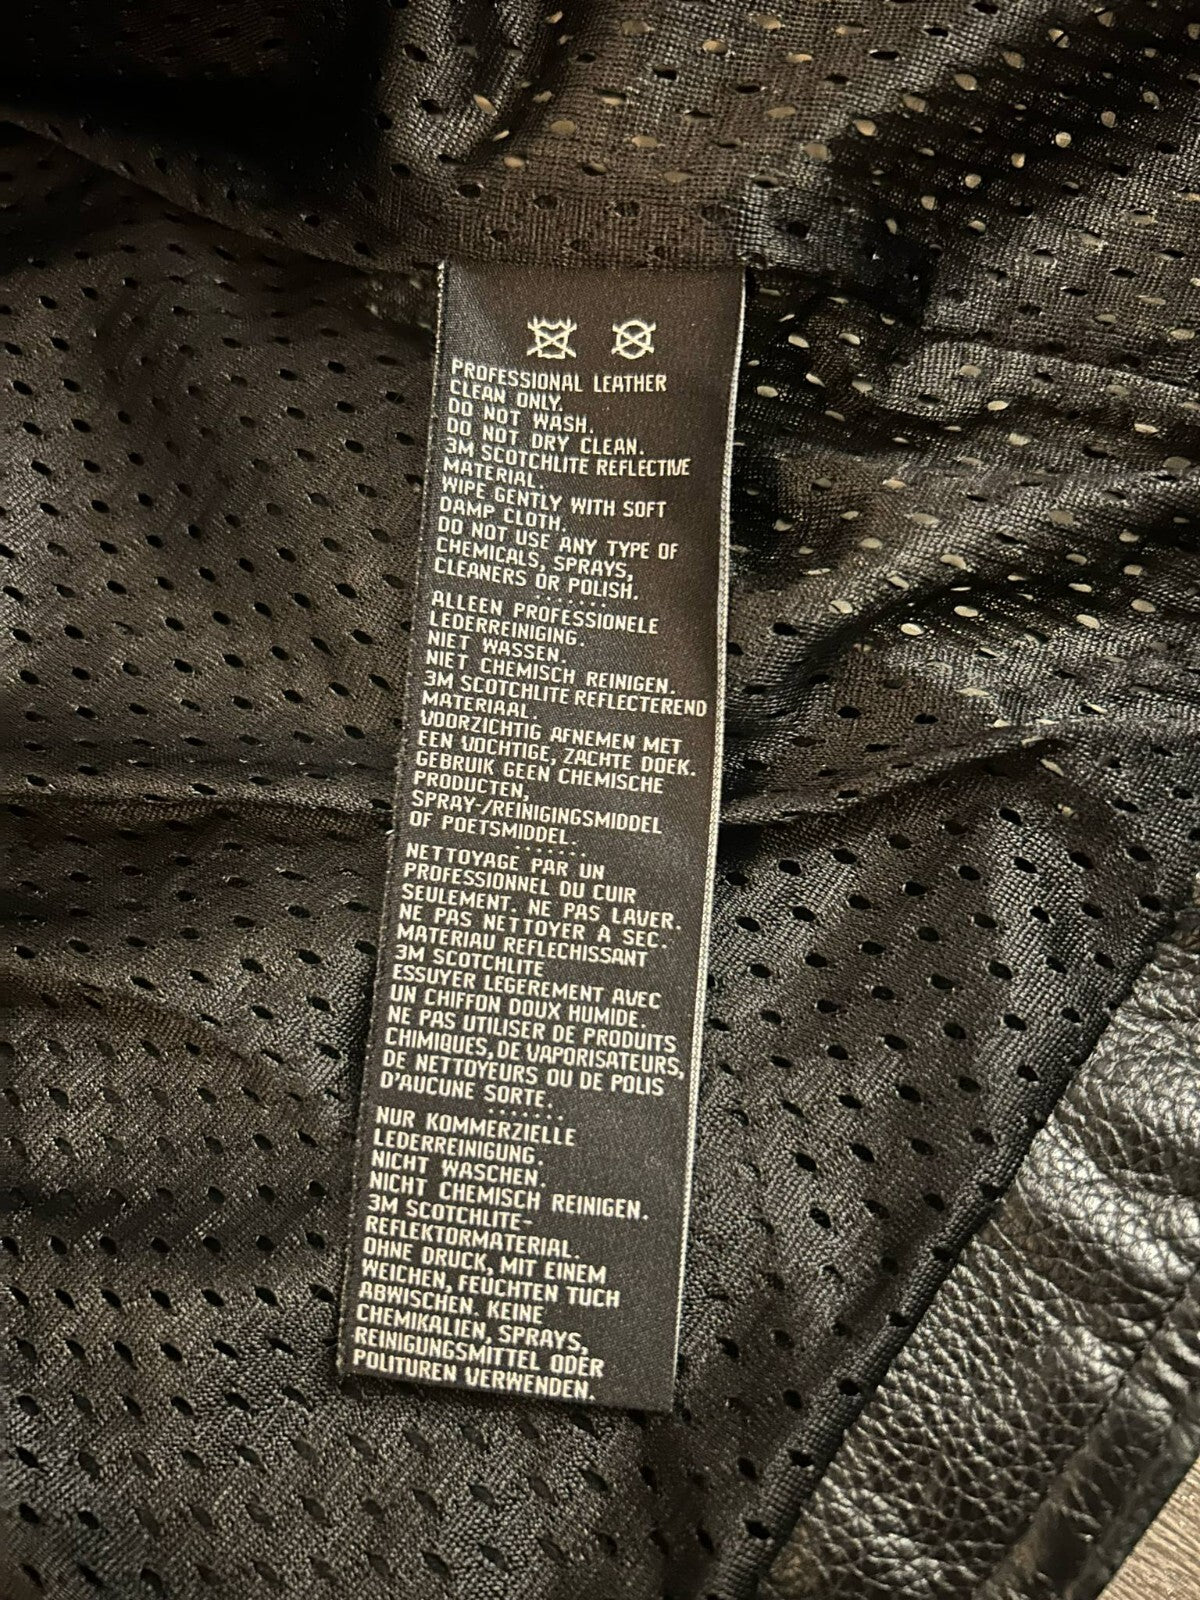 PROFESSIONAL LEATHER
CLEAN ONLY.
DO NOT WASH.
DO NOT DRY CLEAN.
3M SCOTCHLITE REFLECTIVE
MATERIAL.
WIPE GENTLY WITH SOFT
DAMP CLOTH.
DO NOT USE ANY TYPE OF
CHEMICALS, SPRAYS,
CLEANERS OR POLISH.
.......
ALLEEN PROFESSIONELE
LEDERREINIGING.
NIET WASSEN.
NIET CHEMISCH REINIGEN.
3M SCOTCHLITE REFLECTEREND
MATERIAAL.
VOORZICHTIG AFNEMEN MET
EEN VOCHTIGE, ZACHTE DOEK.
GEBRUIK GEEN CHEMISCHE
PRODUCTEN,
SPRAY-/REINIGINGSMIDDEL
OF POETSMIDDEL.
.......
NETTOYAGE PAR UN
PROFESSIONNEL DU CUIR
SEULEMENT. NE PAS LAVER.
NE PAS NETTOYER A SEC.
MATERIAU REFLECHISSANT
3M SCOTCHLITE
ESSUYER LEGEREMENT AVEC
UN CHIFFON DOUX HUMIDE.
NE PAS UTILISER DE PRODUITS
CHIMIQUES, DE VAPORISATEURS,
DE NETTOYEURS OU DE POLIS
D'AUCUNE SORTE.
.......
NUR KOMMERZIELLE
LEDERREINIGUNG.
NICHT WASCHEN.
NICHT CHEMISCH REINIGEN.
3M SCOTCHLITE-
REFLEKTORMATERIAL.
OHNE DRUCK, MIT EINEM
WEICHEN, FEUCHTEN TUCH
ABWISCHEN. KEINE
CHEMIKALIEN, SPRAYS,
REINIGUNGSMITTEL ODER
POLITUREN VERWENDEN.